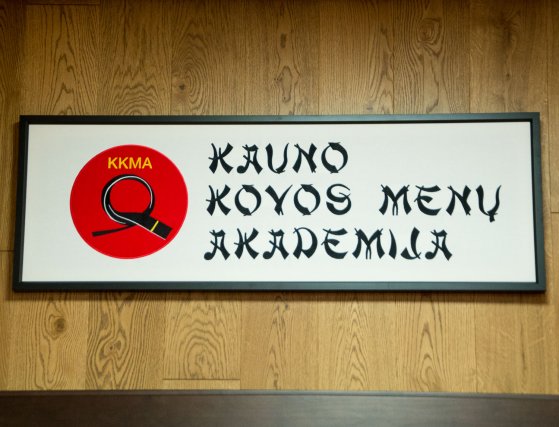 KKMA
KAUNO
KOVOS MENŲ
AKADEMIJA